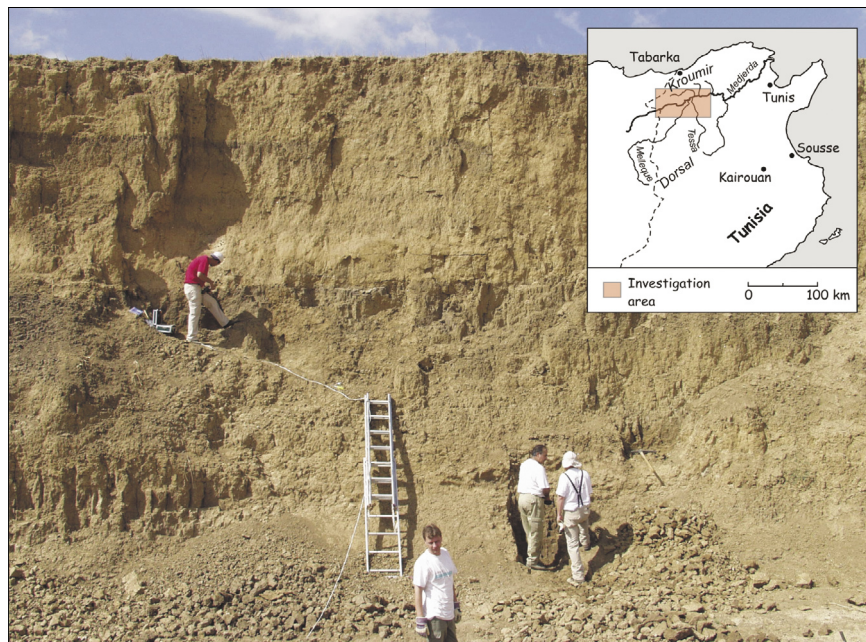 Tabarka
Kroumir
Medjerda
Tunis
Mellegue
Tessa
Dorsal
Sousse
Kairouan
Tunisia
Investigation
area
0 100 km